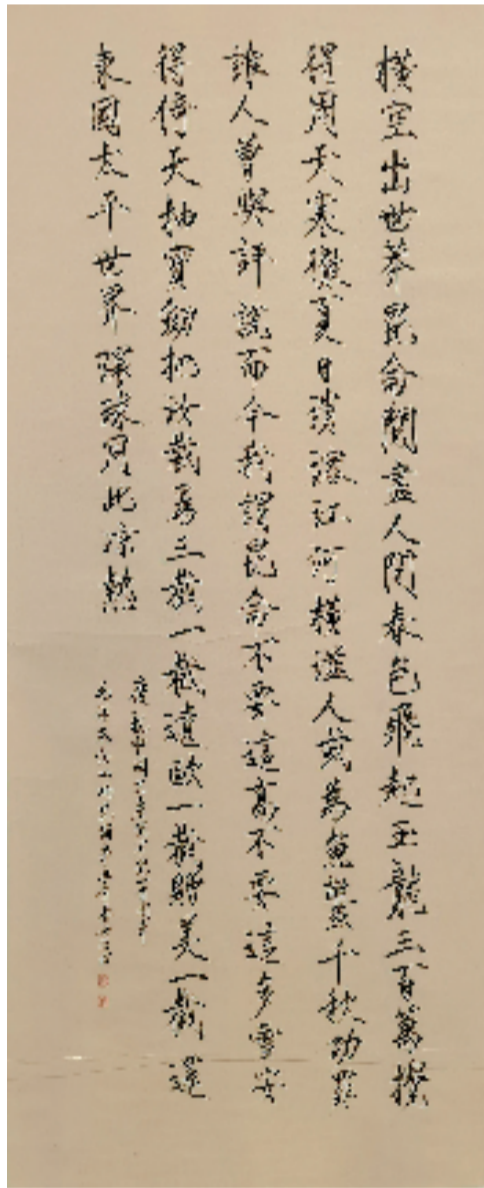 橫空出世莽昆侖閱盡人間春色飛起玉龍三百萬攪
得周天寒徹夏日消溶江河橫溢人或為魚鱉千秋功罪
誰人曾與評說而今我謂昆侖不要這高不要這多雪安
得倚天抽寶劍把汝裁為三截一截遺歐一截贈美一截還
東國太平世界環球同此涼熱